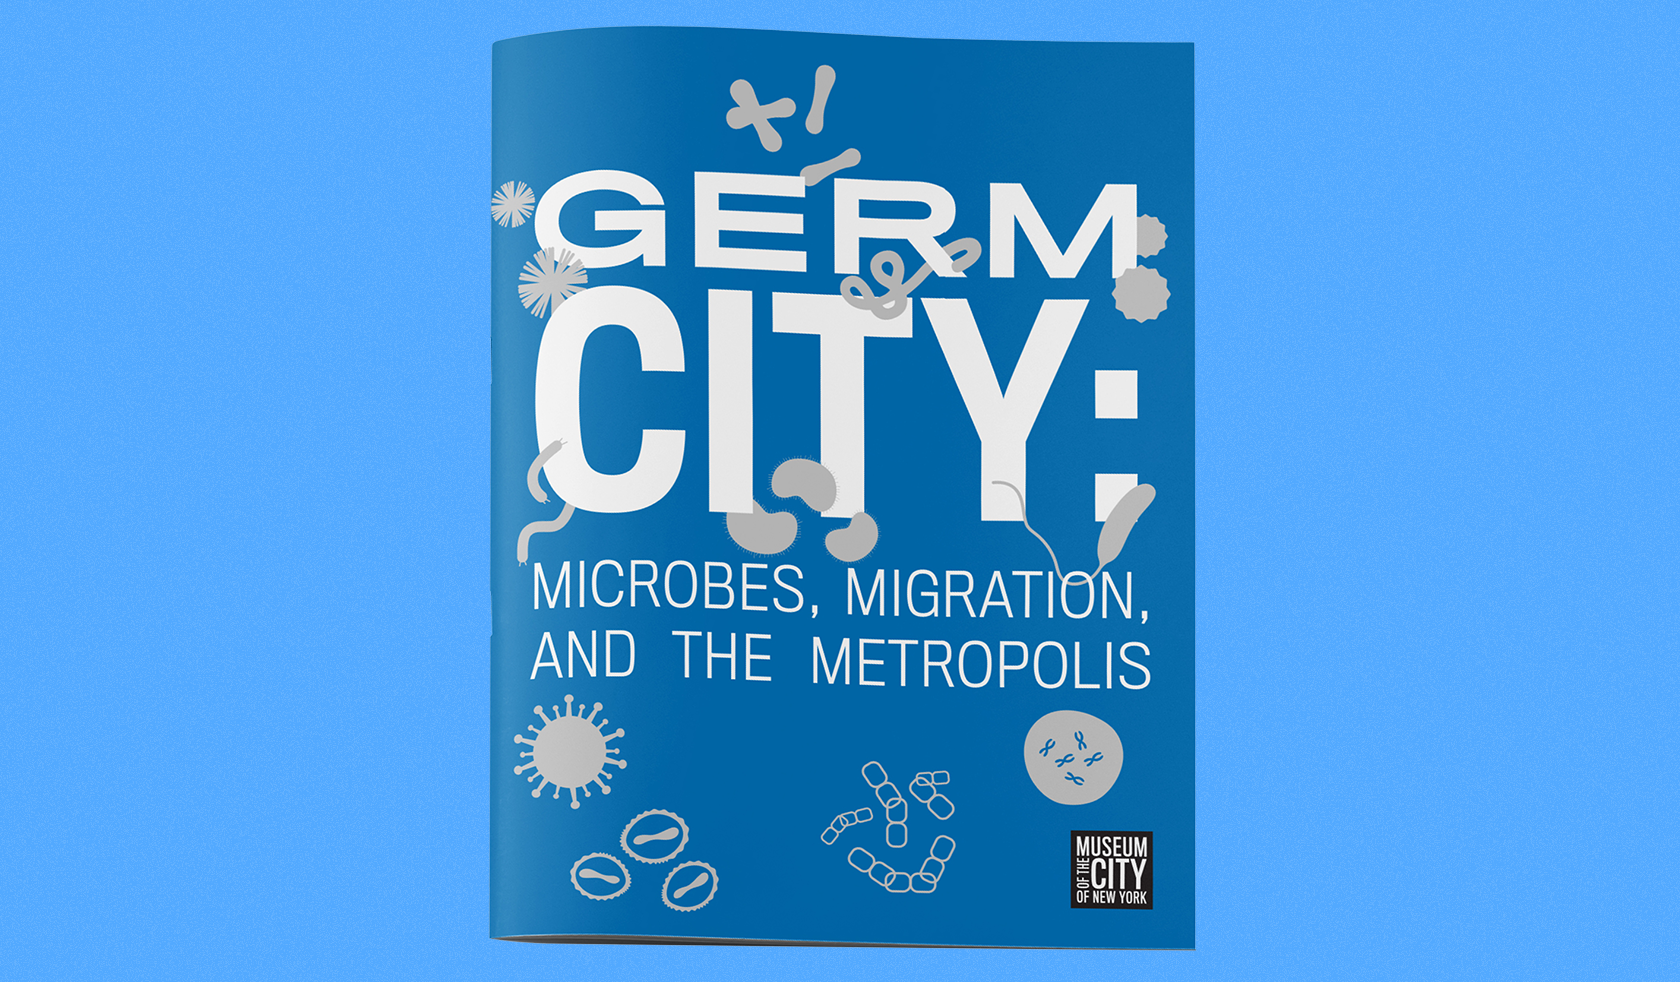 GERM
CITY:
MICROBES, MIGRATION,
AND THE METROPOLIS
MUSEUM
OF THE
CITY
OF NEW YORK